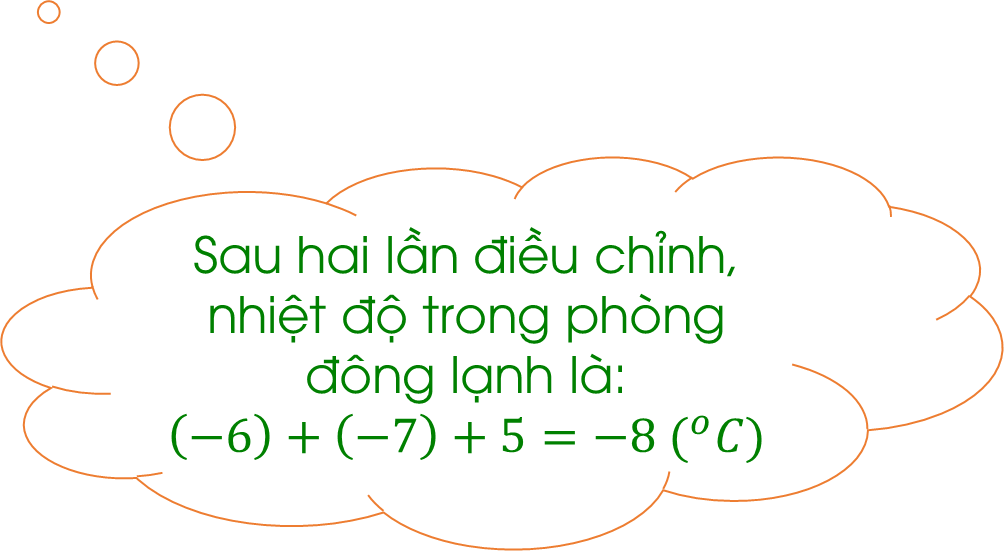 Sau hai lần điều chỉnh,
nhiệt độ trong phòng
đông lạnh là:
(−6) + (−7) + 5 = −8 (ᵒC)